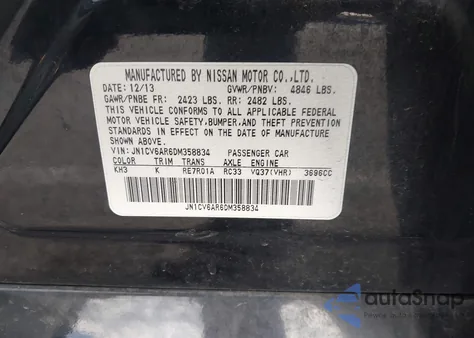 MANUFACTURED BY NISSAN MOTOR CO.,LTD.
DATE: 12/13 GVWR/PNBV: 4846 LBS.
GAWR/PNBE FR: 2423 LBS. RR: 2482 LBS.
THIS VEHICLE CONFORMS TO ALL APPLICABLE FEDERAL
MOTOR VEHICLE SAFETY,BUMPER,AND THEFT PREVENTION
STANDARDS IN EFFECT ON THE DATE OF MANUFACTURE
SHOWN ABOVE.
VIN: JN1CV6AR6DM358834 PASSENGER CAR
COLOR TRIM TRANS AXLE ENGINE
KH3 K RE7R01A RC33 VQ37(VHR) 3696CC
JN1CV6AR6DM358834
autaSnap